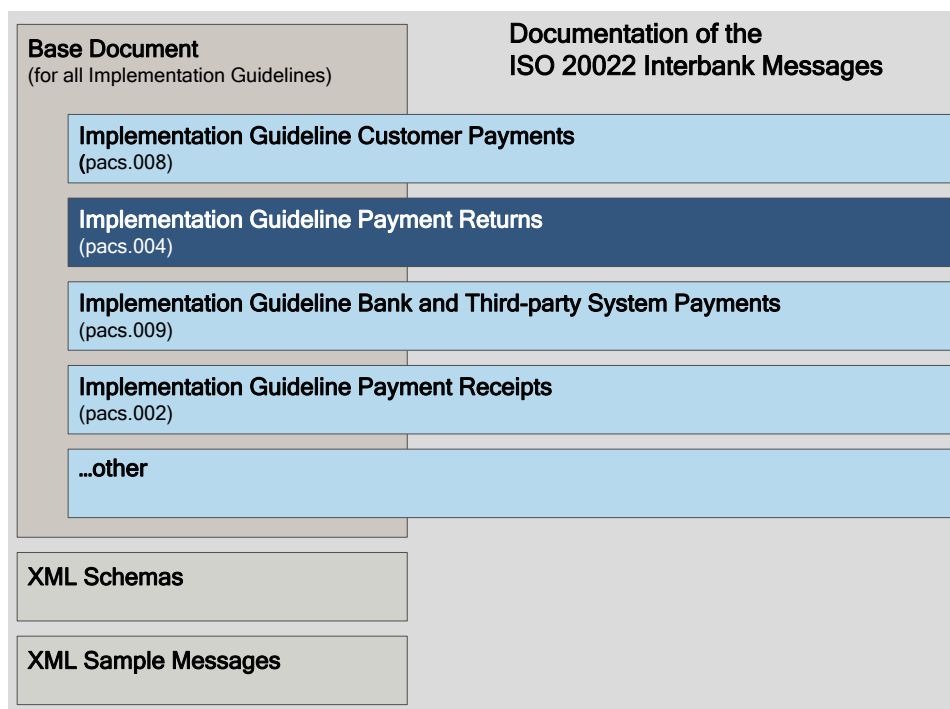 Documentation of the
ISO 20022 Interbank Messages
Base Document
(for all Implementation Guidelines)
Implementation Guideline Customer Payments
(pacs.008)
Implementation Guideline Payment Returns
(pacs.004)
Implementation Guideline Bank and Third-party System Payments
(pacs.009)
Implementation Guideline Payment Receipts
(pacs.002)
...other
XML Schemas
XML Sample Messages